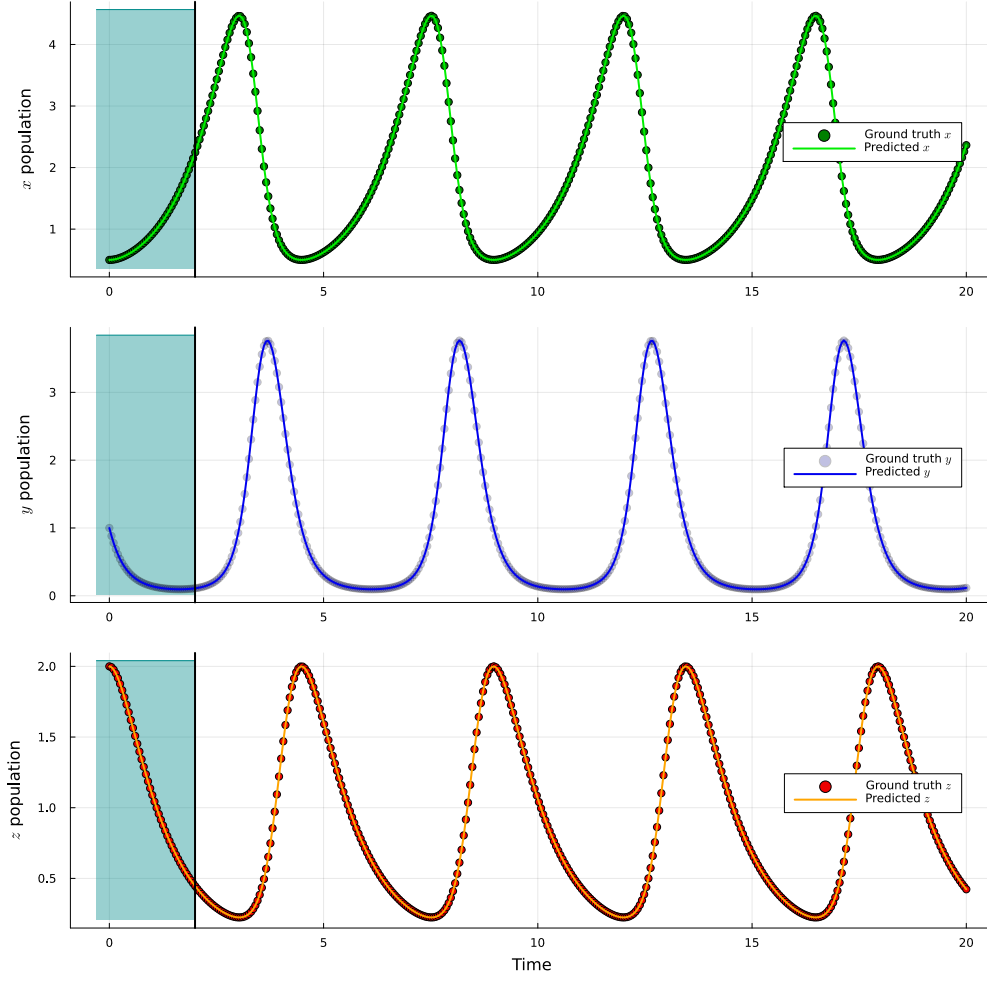 x population
4
3
2
1
Ground truth x
Predicted x
0 5 10 15 20
y population
3
2
1
0
Ground truth y
Predicted y
0 5 10 15 20
z population
2.0
1.5
1.0
0.5
Ground truth z
Predicted z
0 5 10 15 20
Time